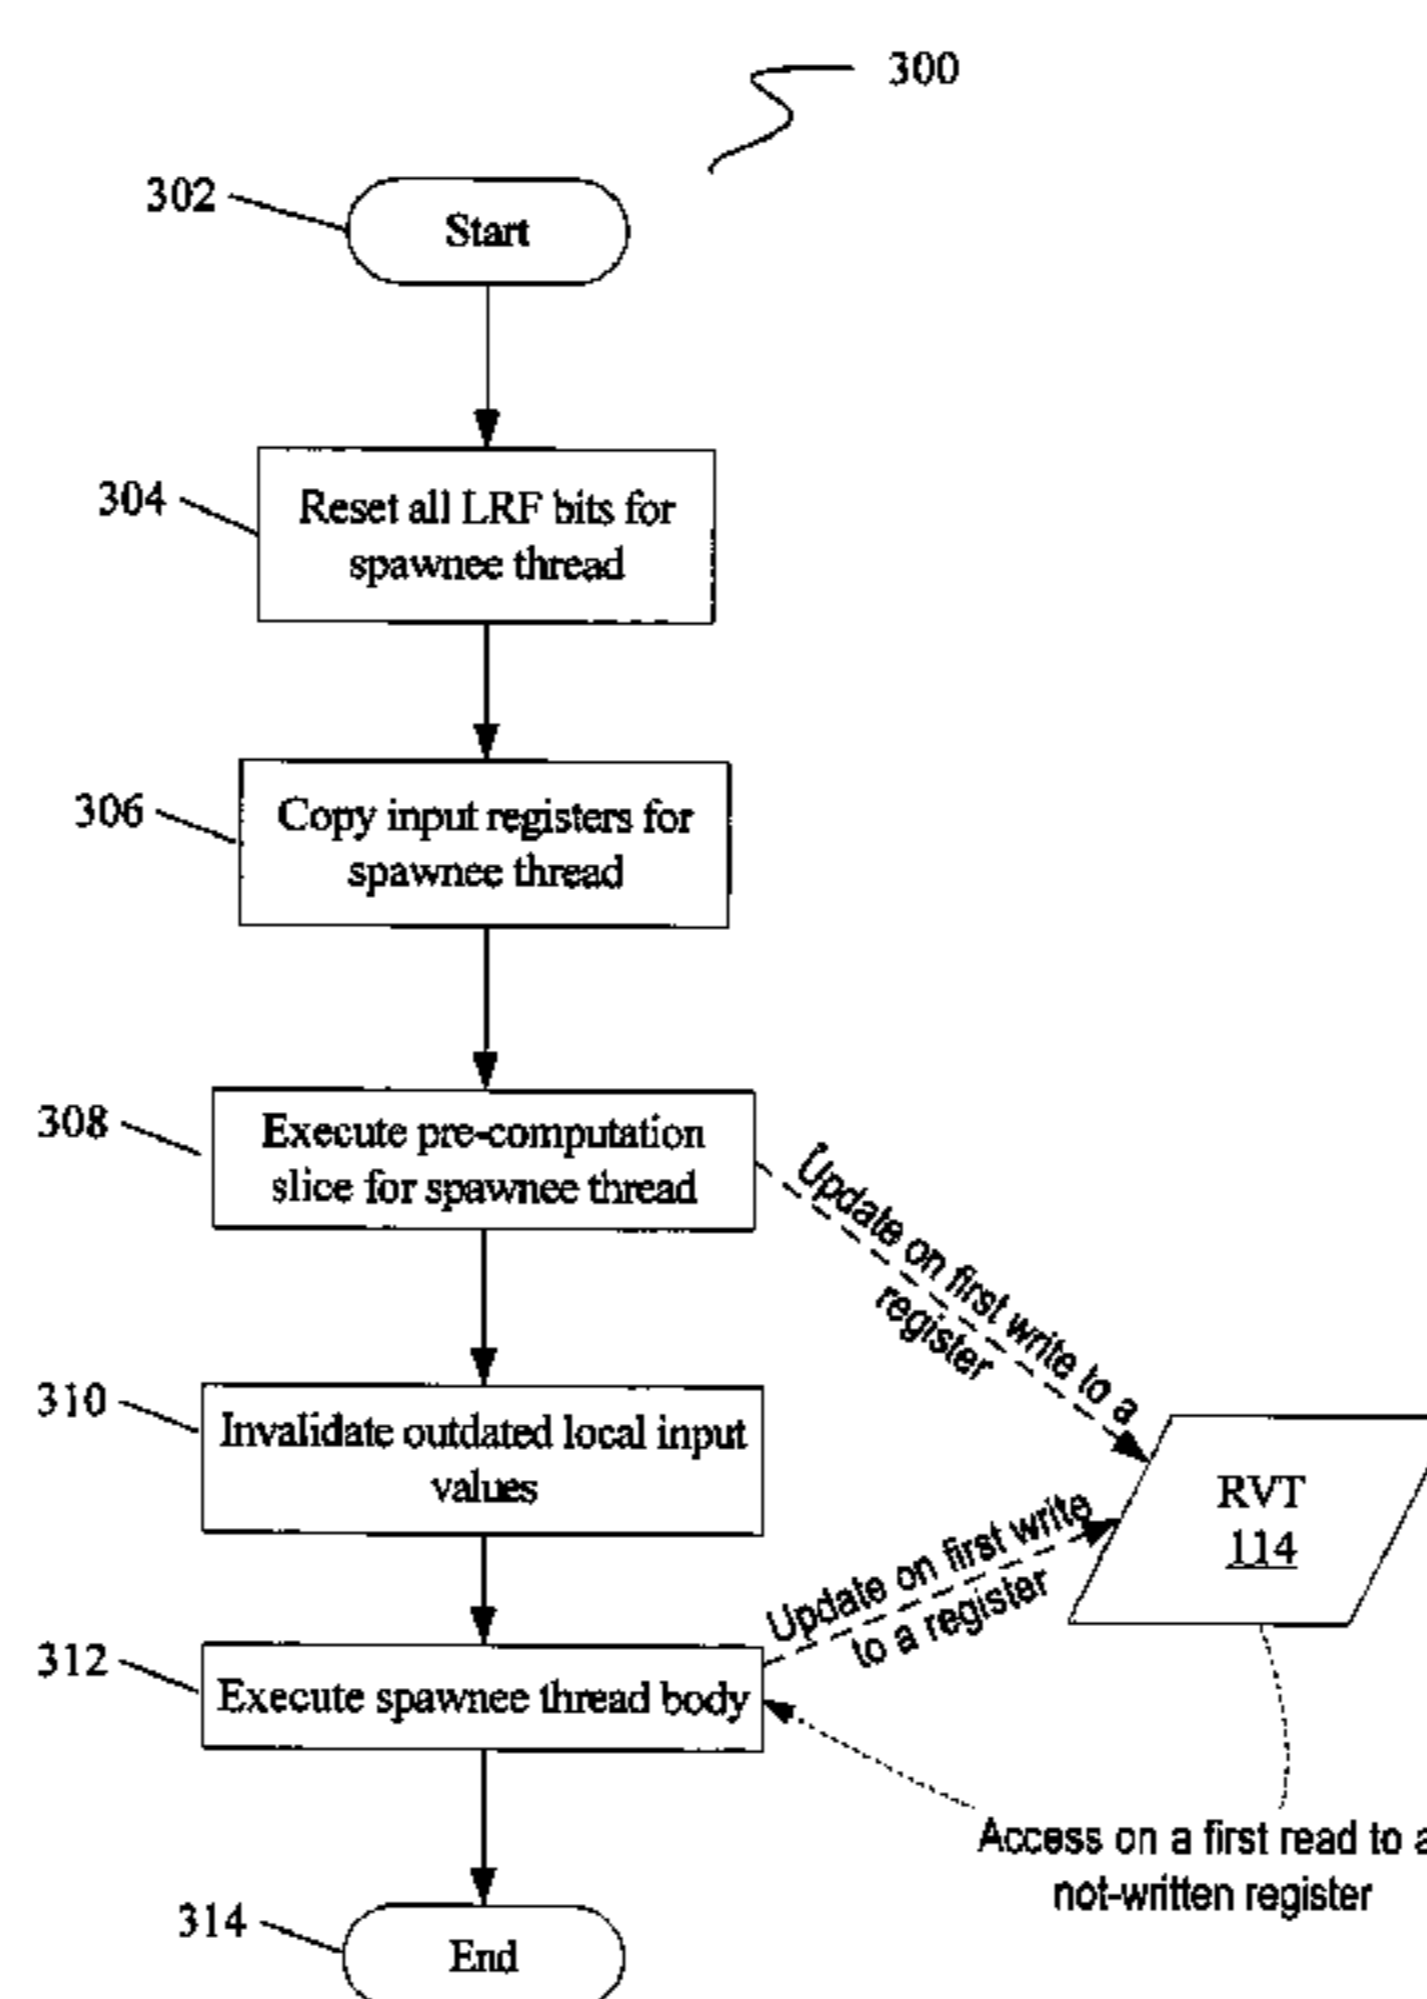 300
302
Start
304
Reset all LRF bits for
spawnee thread
306
Copy input registers for
spawnee thread
308
Execute pre-computation
slice for spawnee thread
Update on first write to a
register
310
Invalidate outdated local input
values
RVT
114
Update on first write
to a register
312
Execute spawnee thread body
Access on a first read to a
not-written register
314
End